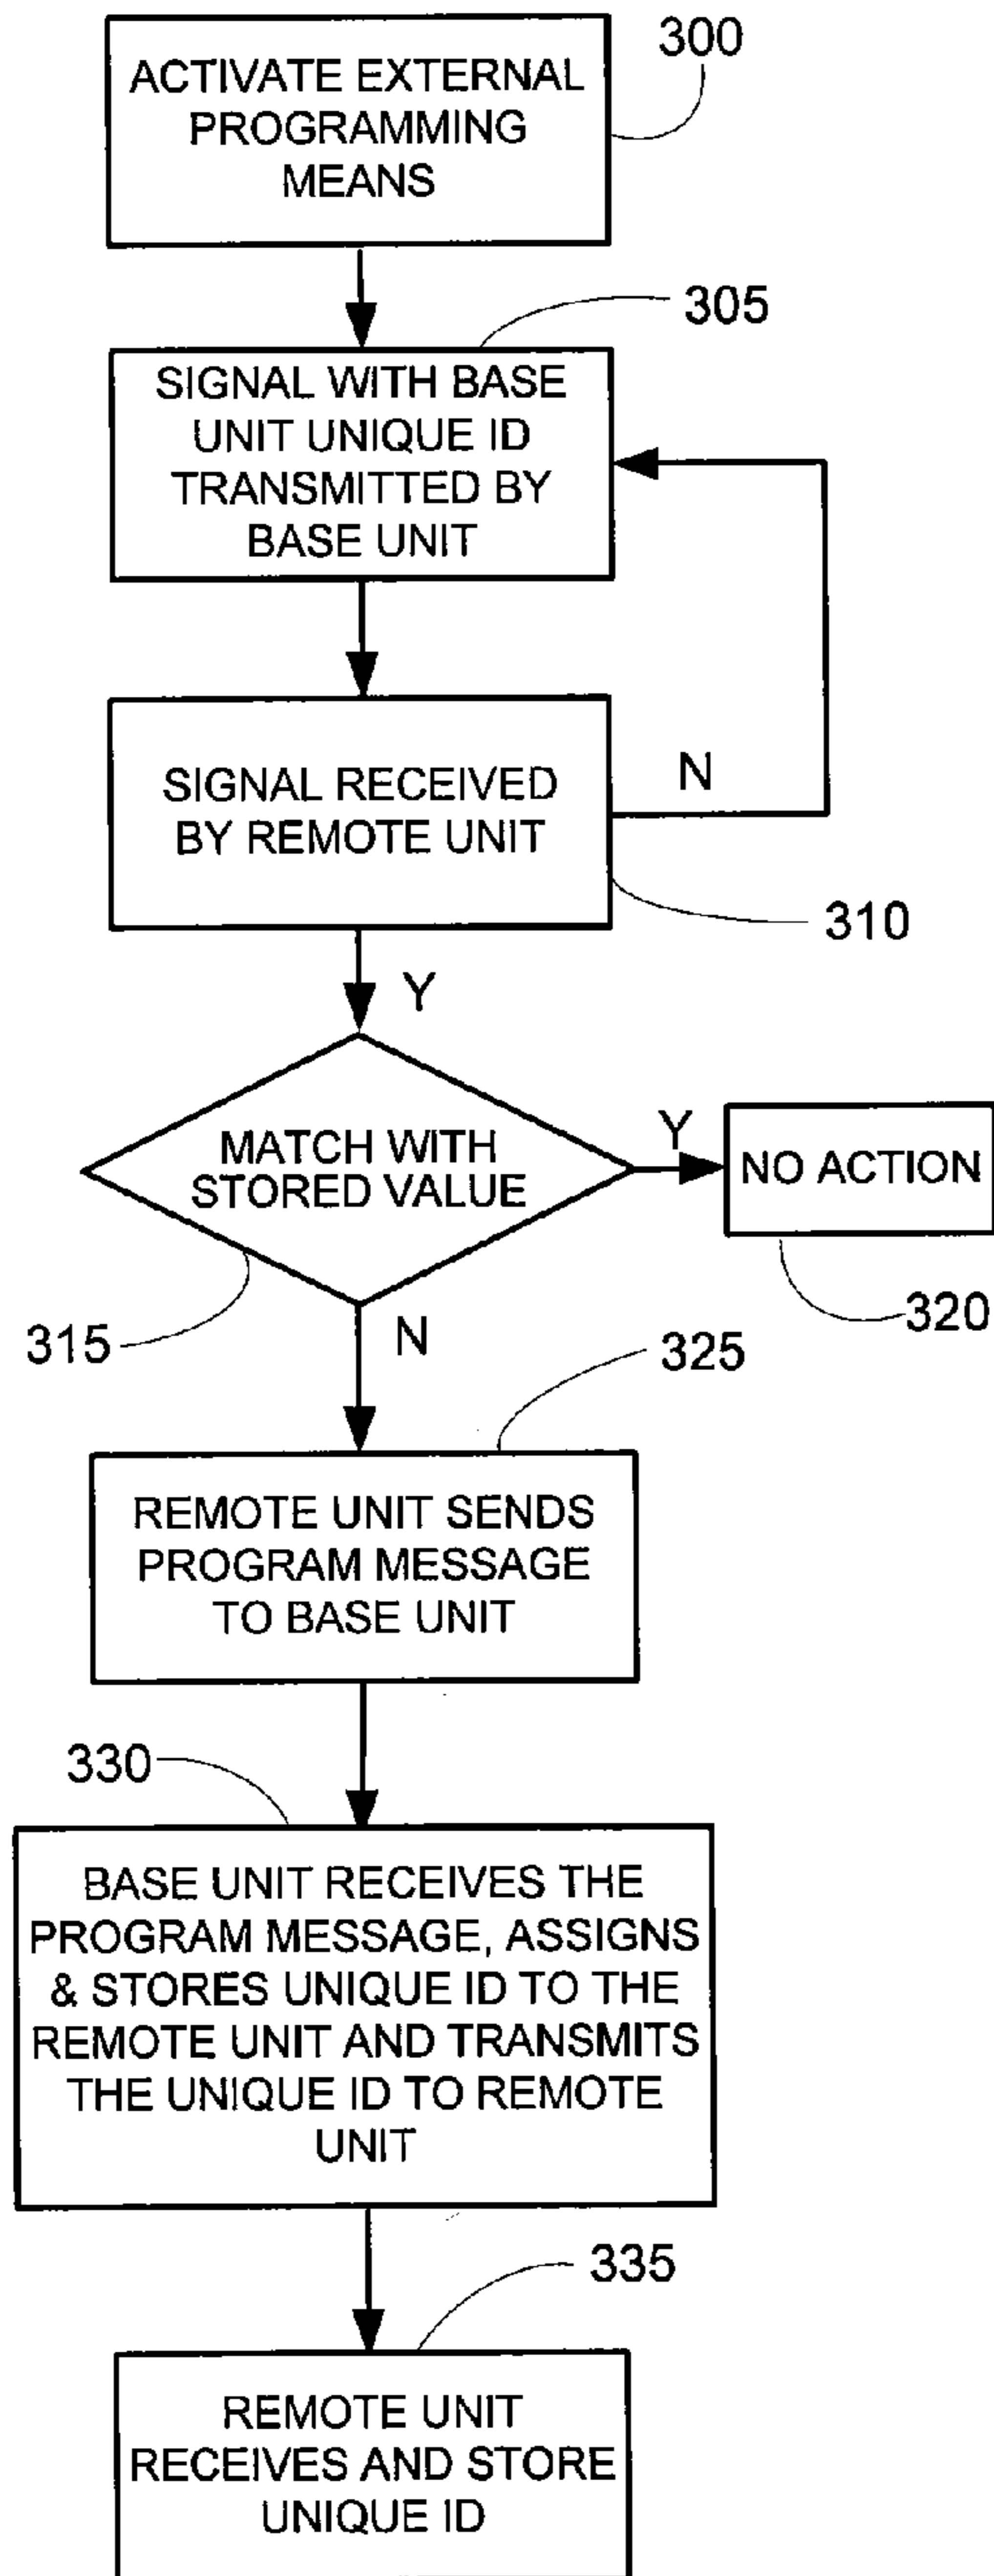 ACTIVATE EXTERNAL
PROGRAMMING
MEANS
300
305
SIGNAL WITH BASE
UNIT UNIQUE ID
TRANSMITTED BY
BASE UNIT
SIGNAL RECEIVED
BY REMOTE UNIT
N
310
Y
MATCH WITH
STORED VALUE
Y
NO ACTION
320
315
N
325
REMOTE UNIT SENDS
PROGRAM MESSAGE
TO BASE UNIT
330
BASE UNIT RECEIVES THE
PROGRAM MESSAGE, ASSIGNS
& STORES UNIQUE ID TO THE
REMOTE UNIT AND TRANSMITS
THE UNIQUE ID TO REMOTE
UNIT
335
REMOTE UNIT
RECEIVES AND STORE
UNIQUE ID